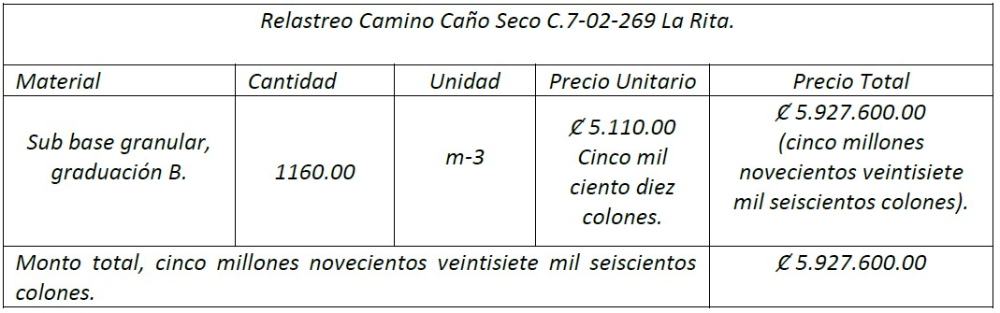 Relastreo Camino Caño Seco C.7-02-269 La Rita.
Material
Cantidad
Unidad
Precio Unitario
Precio Total
Sub base granular,
graduación B.
1160.00
m-3
₡ 5.110.00
Cinco mil
ciento diez
colones.
₡ 5.927.600.00
(cinco millones
novecientos veintisiete
mil seiscientos colones).
Monto total, cinco millones novecientos veintisiete mil seiscientos
colones.
₡ 5.927.600.00